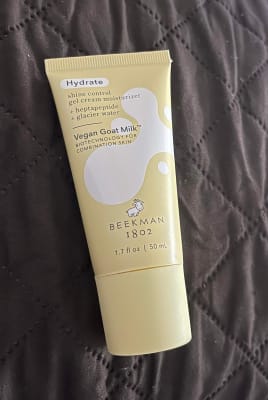 Hydrate
shine control
gel cream moisturizer
+ heptapeptide
+ glacier water
Vegan Goat Milk™
BIOTECHNOLOGY FOR
COMBINATION SKIN
BEEKMAN
1802
1.7 fl oz | 50 mL